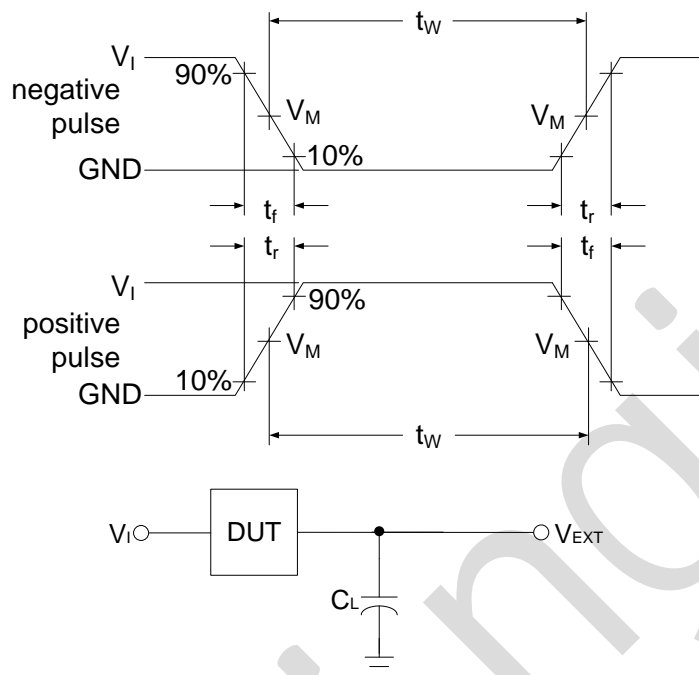 tW
VI
90%
negative
pulse
VM
VM
10%
GND
tf
tr
tr
tf
VI
90%
positive
pulse
VM
VM
10%
GND
tW
VI
DUT
VEXT
CL